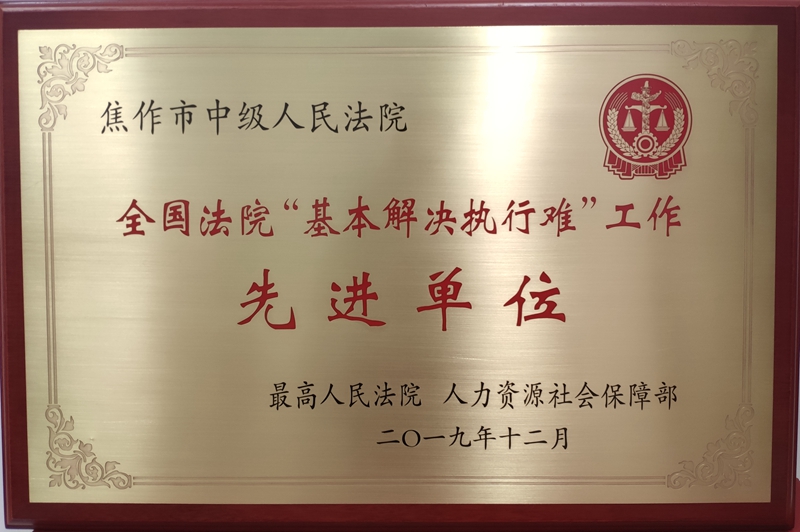 焦作市中级人民法院
全国法院“基本解决执行难”工作
先进单位
最高人民法院 人力资源社会保障部
二〇一九年十二月